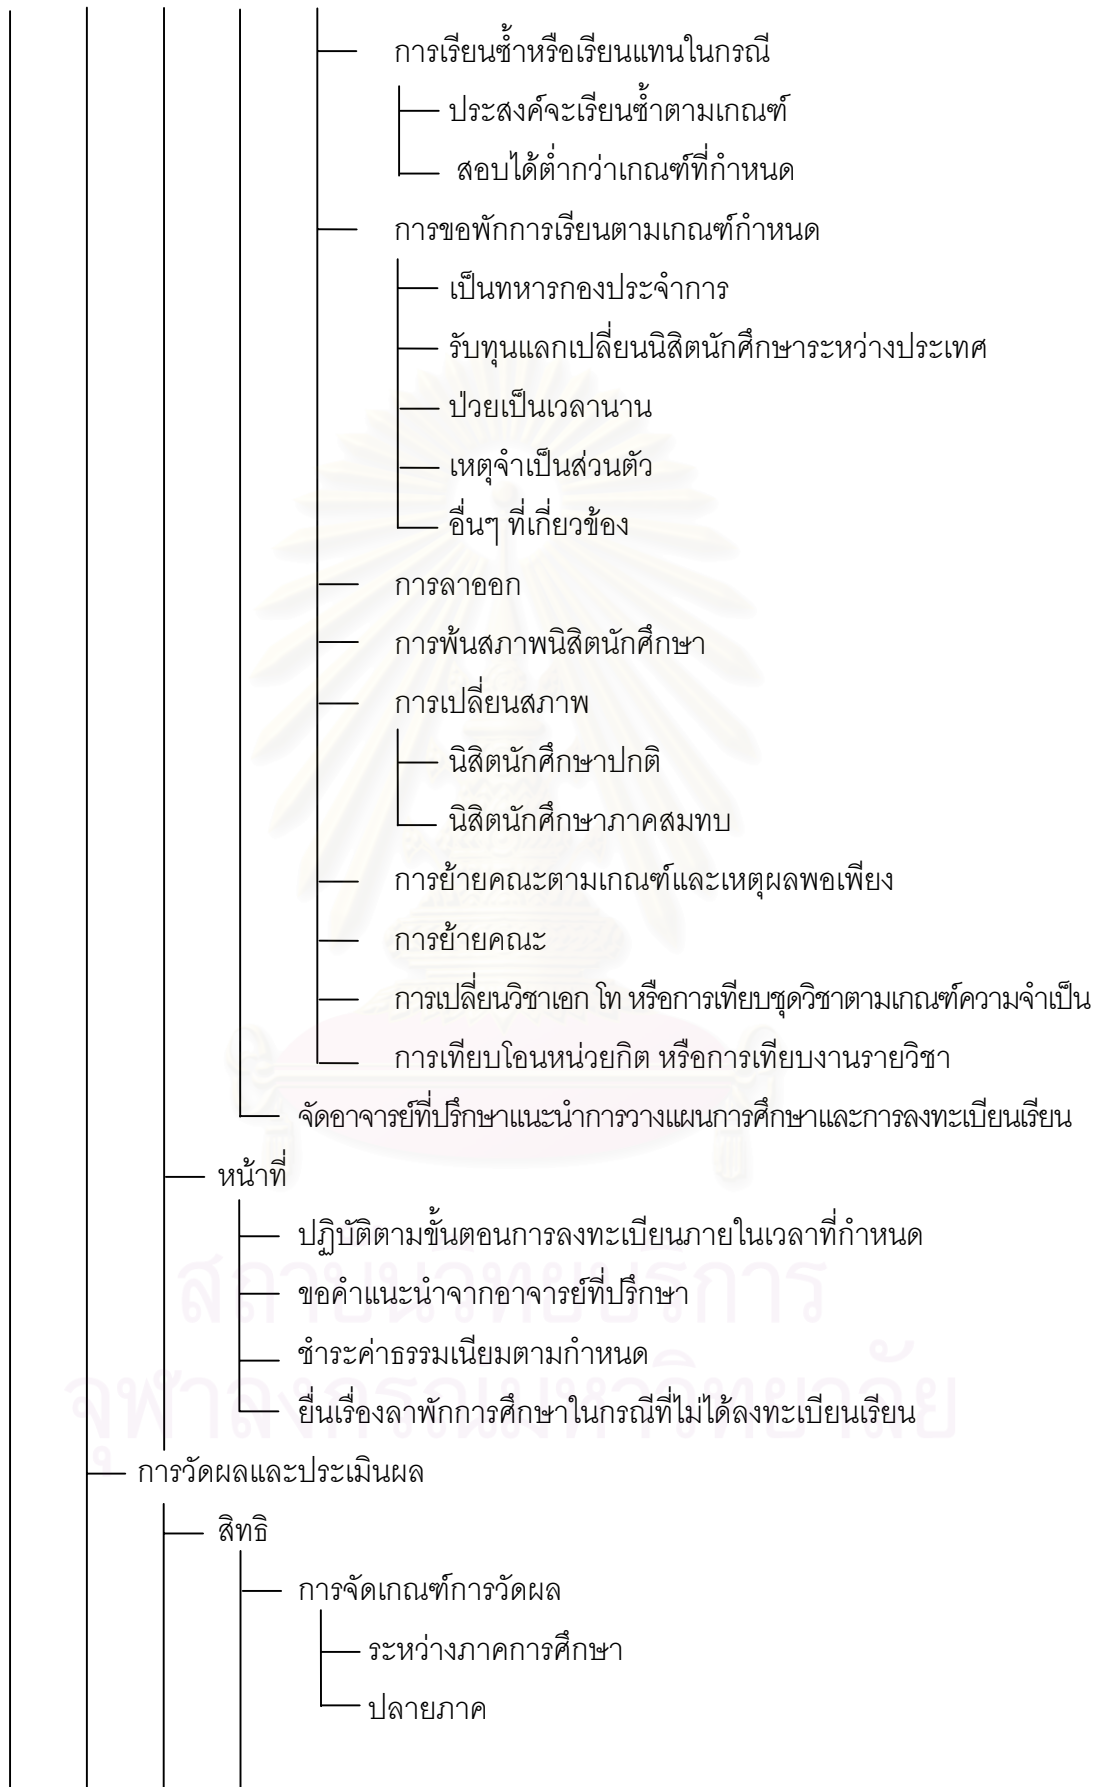 การเรียนซ้ำหรือเรียนแทนในกรณี
ประสงค์จะเรียนซ้ำตามเกณฑ์
สอบได้ต่ำกว่าเกณฑ์ที่กำหนด
การขอพักการเรียนตามเกณฑ์กำหนด
เป็นทหารกองประจำการ
รับทุนแลกเปลี่ยนนิสิตนักศึกษาระหว่างประเทศ
ป่วยเป็นเวลานาน
เหตุจำเป็นส่วนตัว
อื่นๆ ที่เกี่ยวข้อง
การลาออก
การพ้นสภาพนิสิตนักศึกษา
การเปลี่ยนสภาพ
นิสิตนักศึกษาปกติ
นิสิตนักศึกษาภาคสมทบ
การย้ายคณะตามเกณฑ์และเหตุผลพอเพียง
การย้ายคณะ
การเปลี่ยนวิชาเอก โท หรือการเทียบชุดวิชาตามเกณฑ์ความจำเป็น
การเทียบโอนหน่วยกิต หรือการเทียบงานรายวิชา
จัดอาจารย์ที่ปรึกษาแนะนำการวางแผนการศึกษาและการลงทะเบียนเรียน
หน้าที่
ปฏิบัติตามขั้นตอนการลงทะเบียนภายในเวลาที่กำหนด
สถาบันวิทยบริการ
ขอคำแนะนำจากอาจารย์ที่ปรึกษา
ชำระค่าธรรมเนียมตามกำหนด
จุฬาลงกรณ์มหาวิทยาลัย
ยื่นเรื่องลาพักการศึกษาในกรณีที่ไม่ได้ลงทะเบียนเรียน
การวัดผลและประเมินผล
สิทธิ
การจัดเกณฑ์การวัดผล
ระหว่างภาคการศึกษา
ปลายภาค